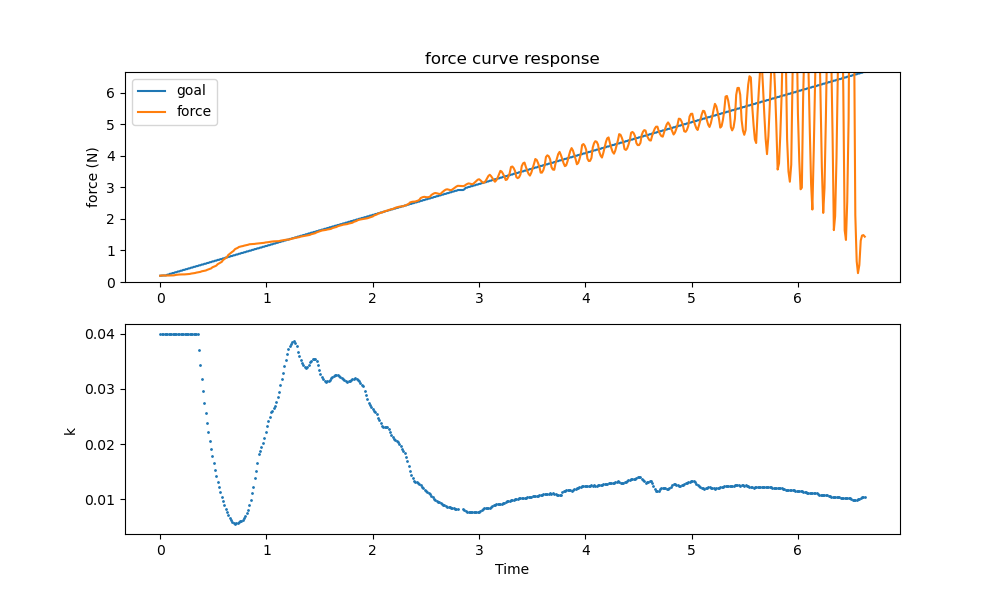 force curve response
goal
force
force (N)
6
5
4
3
2
1
0
0 1 2 3 4 5 6
k
0.04
0.03
0.02
0.01
0 1 2 3 4 5 6
Time